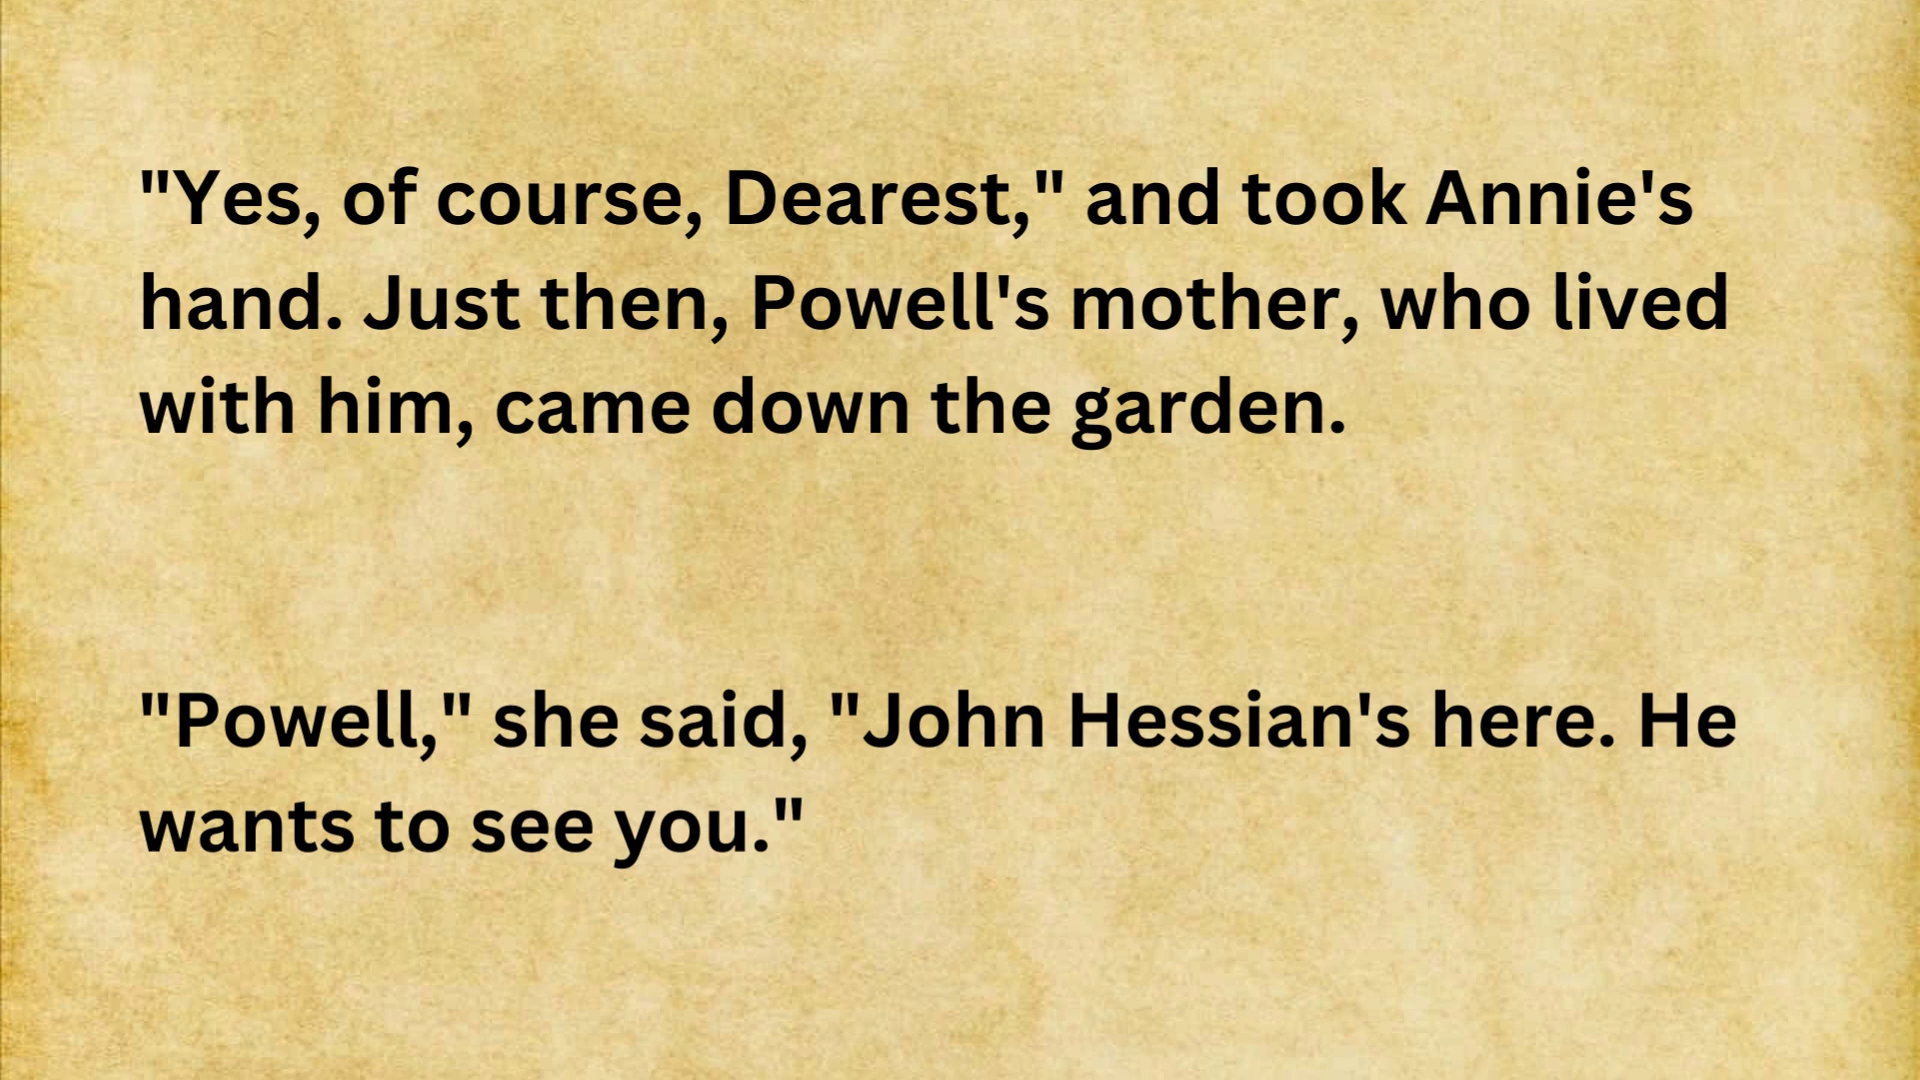 "Yes, of course, Dearest," and took Annie's
hand. Just then, Powell's mother, who lived
with him, came down the garden.
"Powell," she said, "John Hessian's here. He
wants to see you."